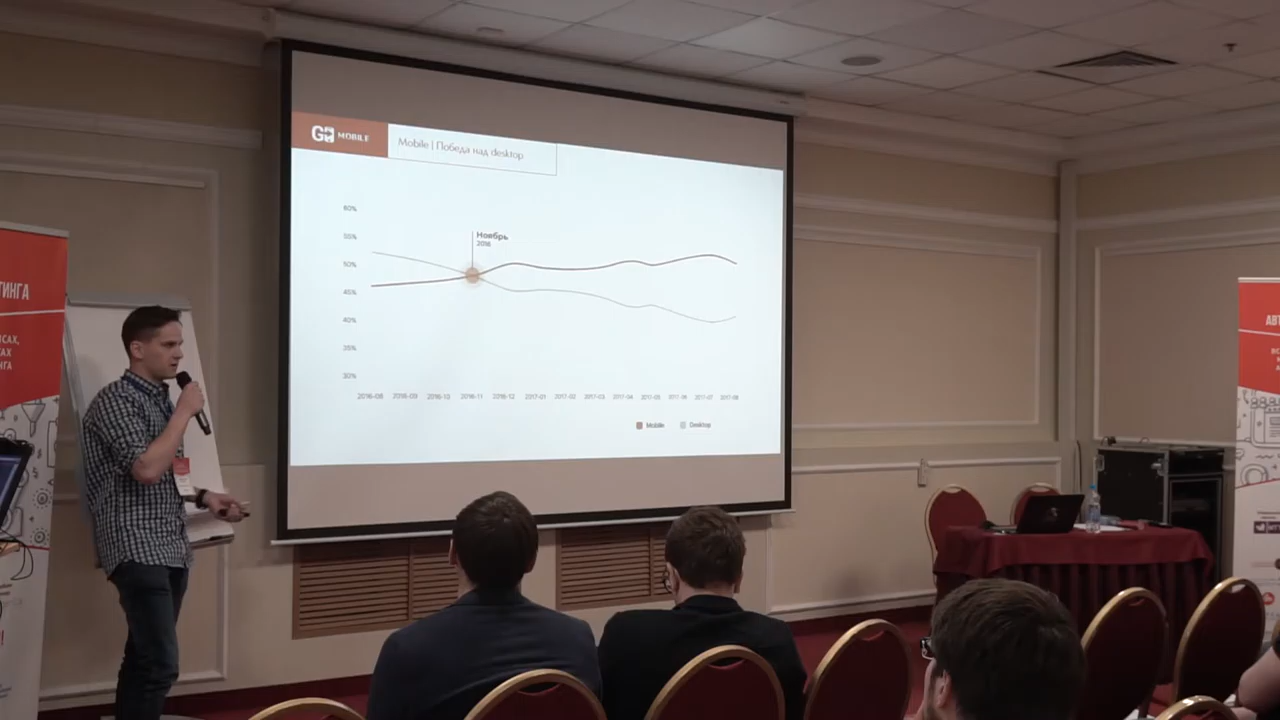 ТИНГА
G
MOBILE
Mobile | Победа над desktop
60%
55%
50%
45%
40%
35%
30%
Ноябрь
2016
2016-08 2016-09 2016-10 2016-11 2016-12 2017-01 2017-02 2017-03 2017-04 2017-05 2017-06 2017-07 2017-08
Mobile Desktop
АВТ